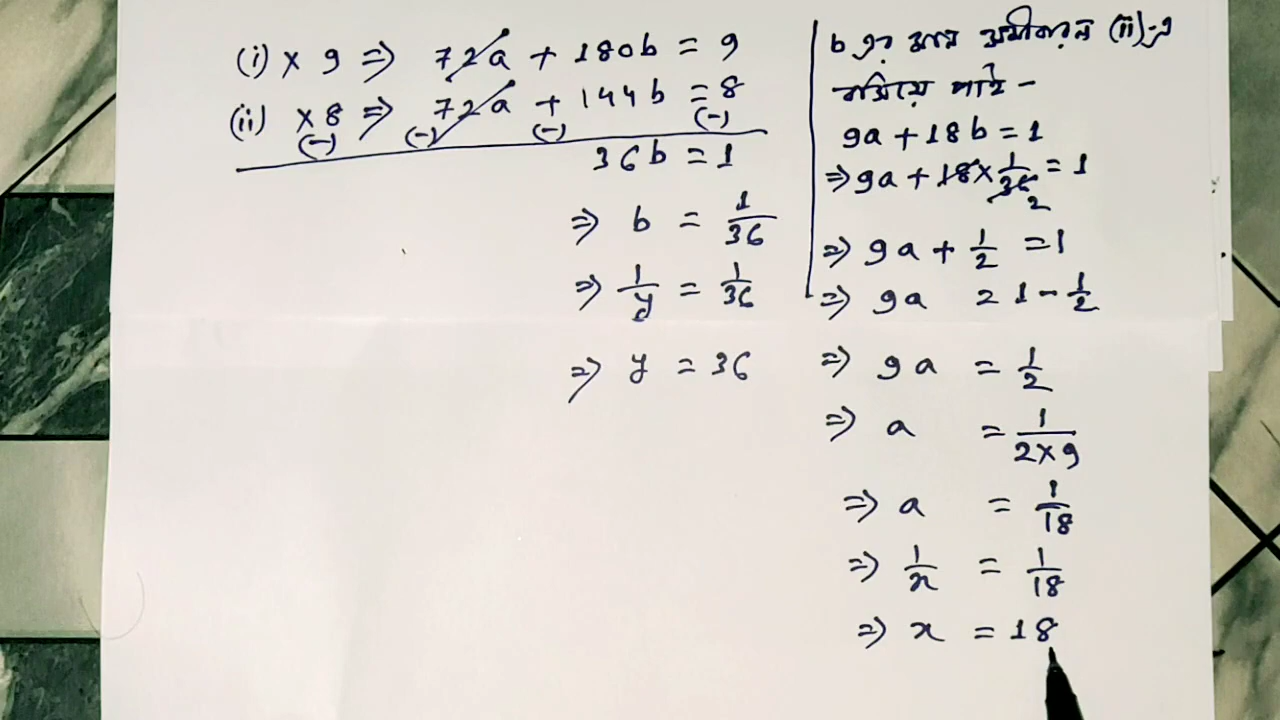 (i) × 9 ⇒ 72a + 180b = 9
(ii) × 8 ⇒ 72a + 144b = 8
(-) (-) (-) (-)
36b = 1
⇒ b = 1/36
⇒ 1/y = 1/36
⇒ y = 36
b এর মান সমীকরন (ii)-এ
বসিয়ে পাই -
9a + 18b = 1
⇒ 9a + 18 × 1/36 = 1
2
⇒ 9a + 1/2 = 1
⇒ 9a = 1 - 1/2
⇒ 9a = 1/2
⇒ a = 1/2×9
⇒ a = 1/18
⇒ 1/x = 1/18
⇒ x = 18